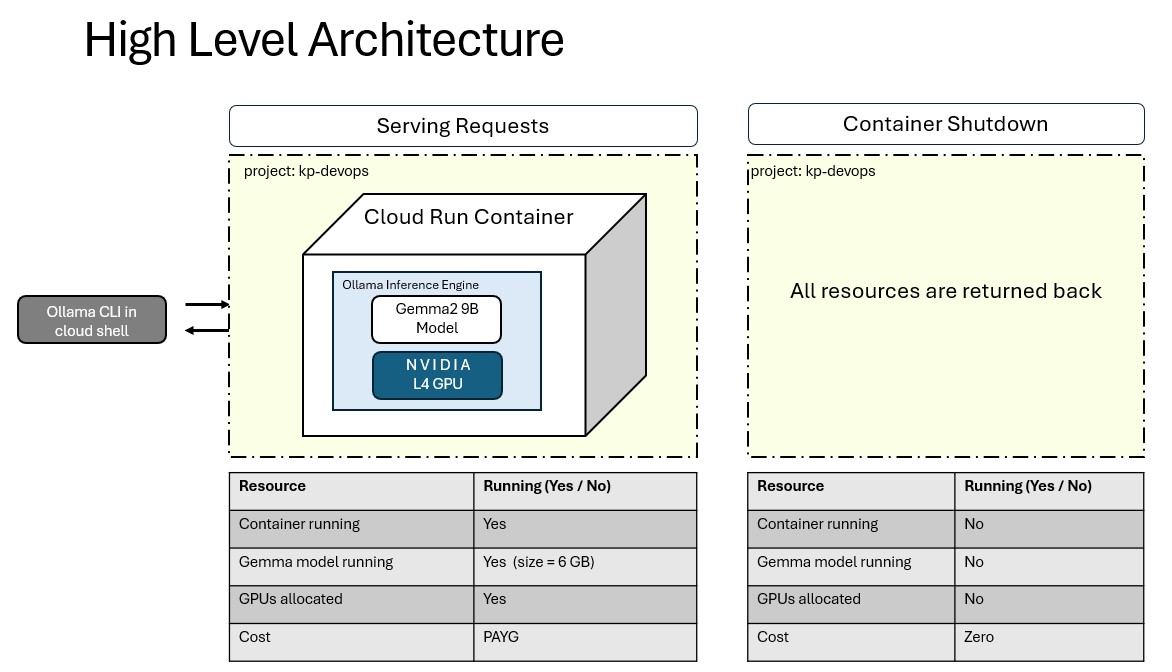 High Level Architecture
Serving Requests
project: kp-devops
Cloud Run Container
Ollama Inference Engine
Gemma2 9B
Model
NVIDIA
L4 GPU
Ollama CLI in
cloud shell
Resource Running (Yes / No)
Container running Yes
Gemma model running Yes (size = 6 GB)
GPUs allocated Yes
Cost PAYG
Container Shutdown
project: kp-devops
All resources are returned back
Resource Running (Yes / No)
Container running No
Gemma model running No
GPUs allocated No
Cost Zero